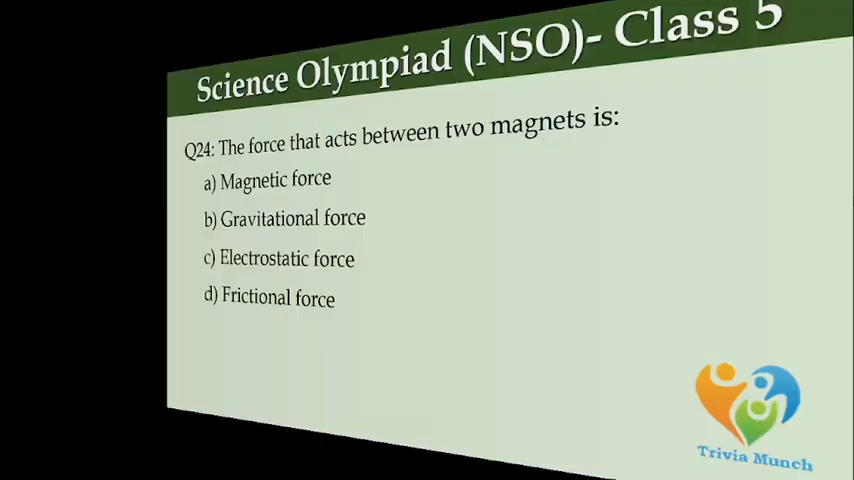 Science Olympiad (NSO)- Class 5
Q24: The force that acts between two magnets is:
a) Magnetic force
b) Gravitational force
c) Electrostatic force
d) Frictional force
Trivia Munch